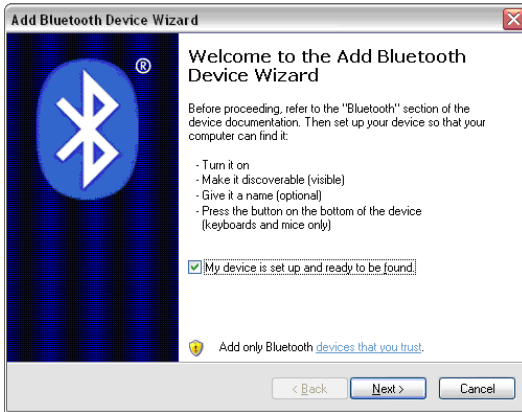 Add Bluetooth Device Wizard
®
Welcome to the Add Bluetooth
Device Wizard
Before proceeding, refer to the "Bluetooth" section of the
device documentation. Then set up your device so that your
computer can find it:
- Turn it on
- Make it discoverable (visible)
- Give it a name (optional)
- Press the button on the bottom of the device
(keyboards and mice only)
My device is set up and ready to be found.
Add only Bluetooth devices that you trust.
< Back Next > Cancel